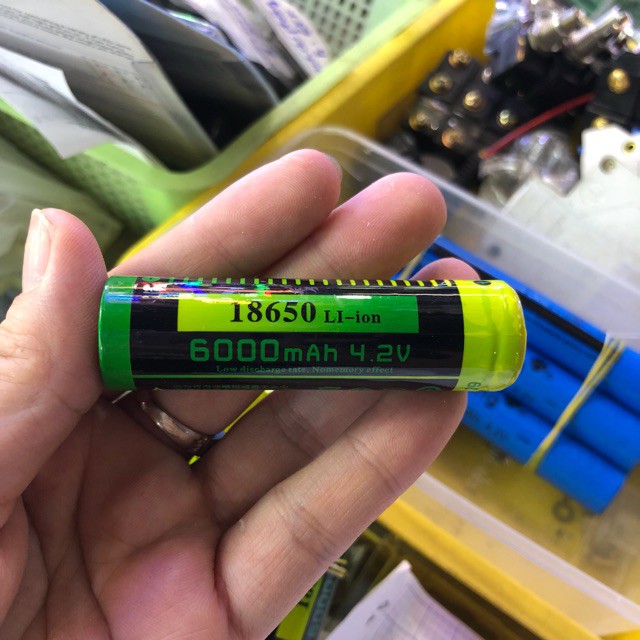 18650 LI-ion
6000mAh 4.2V
Low discharge rate, Nomemory effect